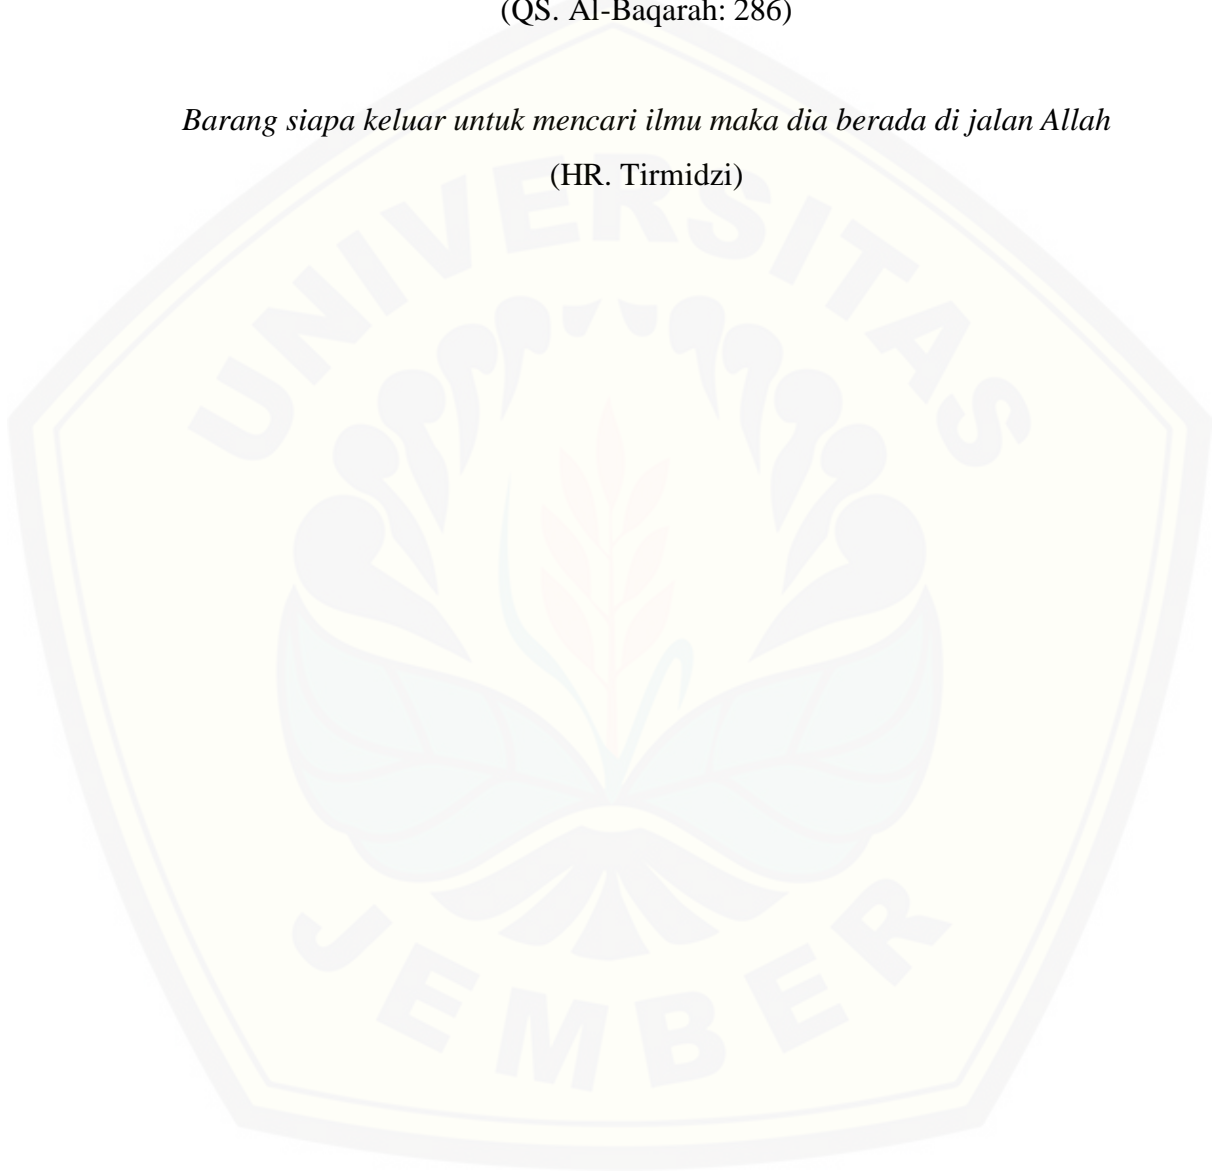 (QS. Al-Baqarah: 286)
Barang siapa keluar untuk mencari ilmu maka dia berada di jalan Allah
(HR. Tirmidzi)
UNIVERSITAS
JEMBER